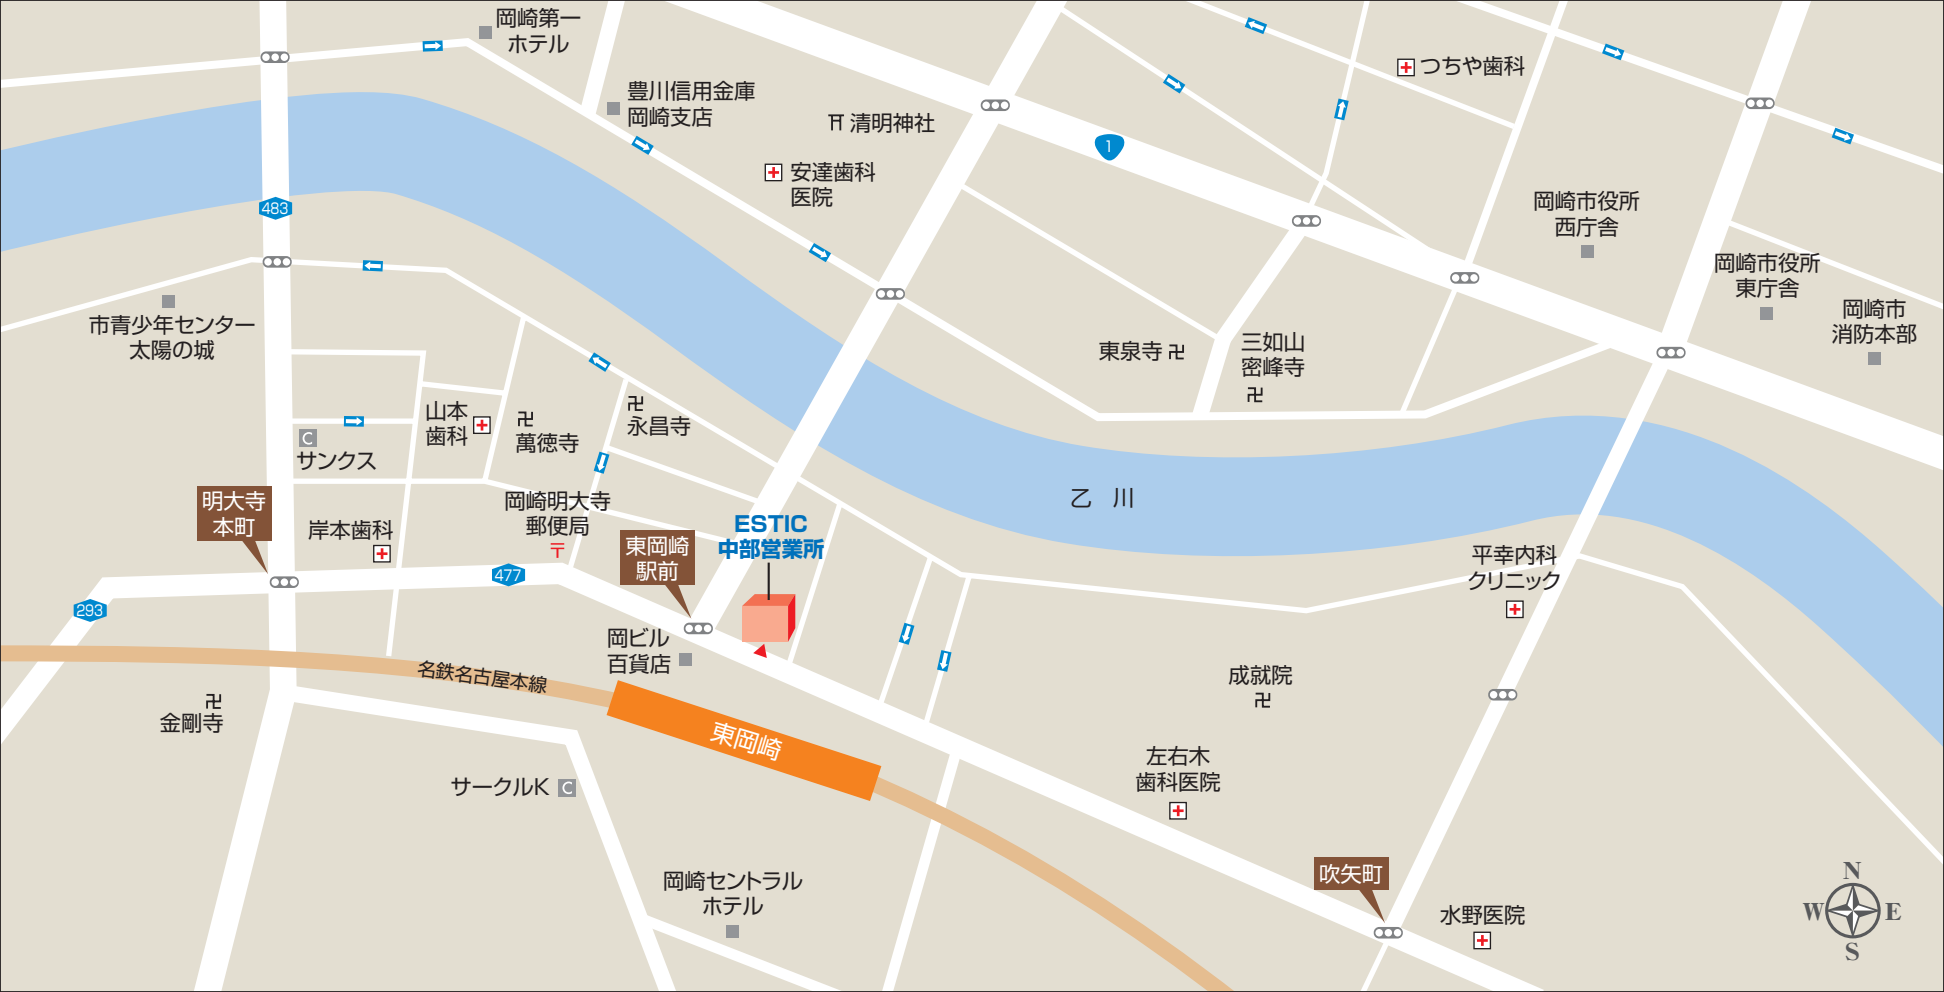 岡崎第一
ホテル
豊川信用金庫
岡崎支店
清明神社
安達歯科
医院
つちや歯科
1
岡崎市役所
西庁舎
岡崎市役所
東庁舎
岡崎市
消防本部
483
市青少年センター
太陽の城
東泉寺 卍
三如山
密峰寺
卍
山本
歯科
卍
萬徳寺
卍
永昌寺
C
サンクス
明大寺
本町
岸本歯科
岡崎明大寺
郵便局
〒
東岡崎
駅前
ESTIC
中部営業所
乙 川
平幸内科
クリニック
477
293
岡ビル
百貨店
名鉄名古屋本線
卍
金剛寺
東岡崎
成就院
卍
左右木
歯科医院
サークルK C
岡崎セントラル
ホテル
吹矢町
水野医院
N
W E
S